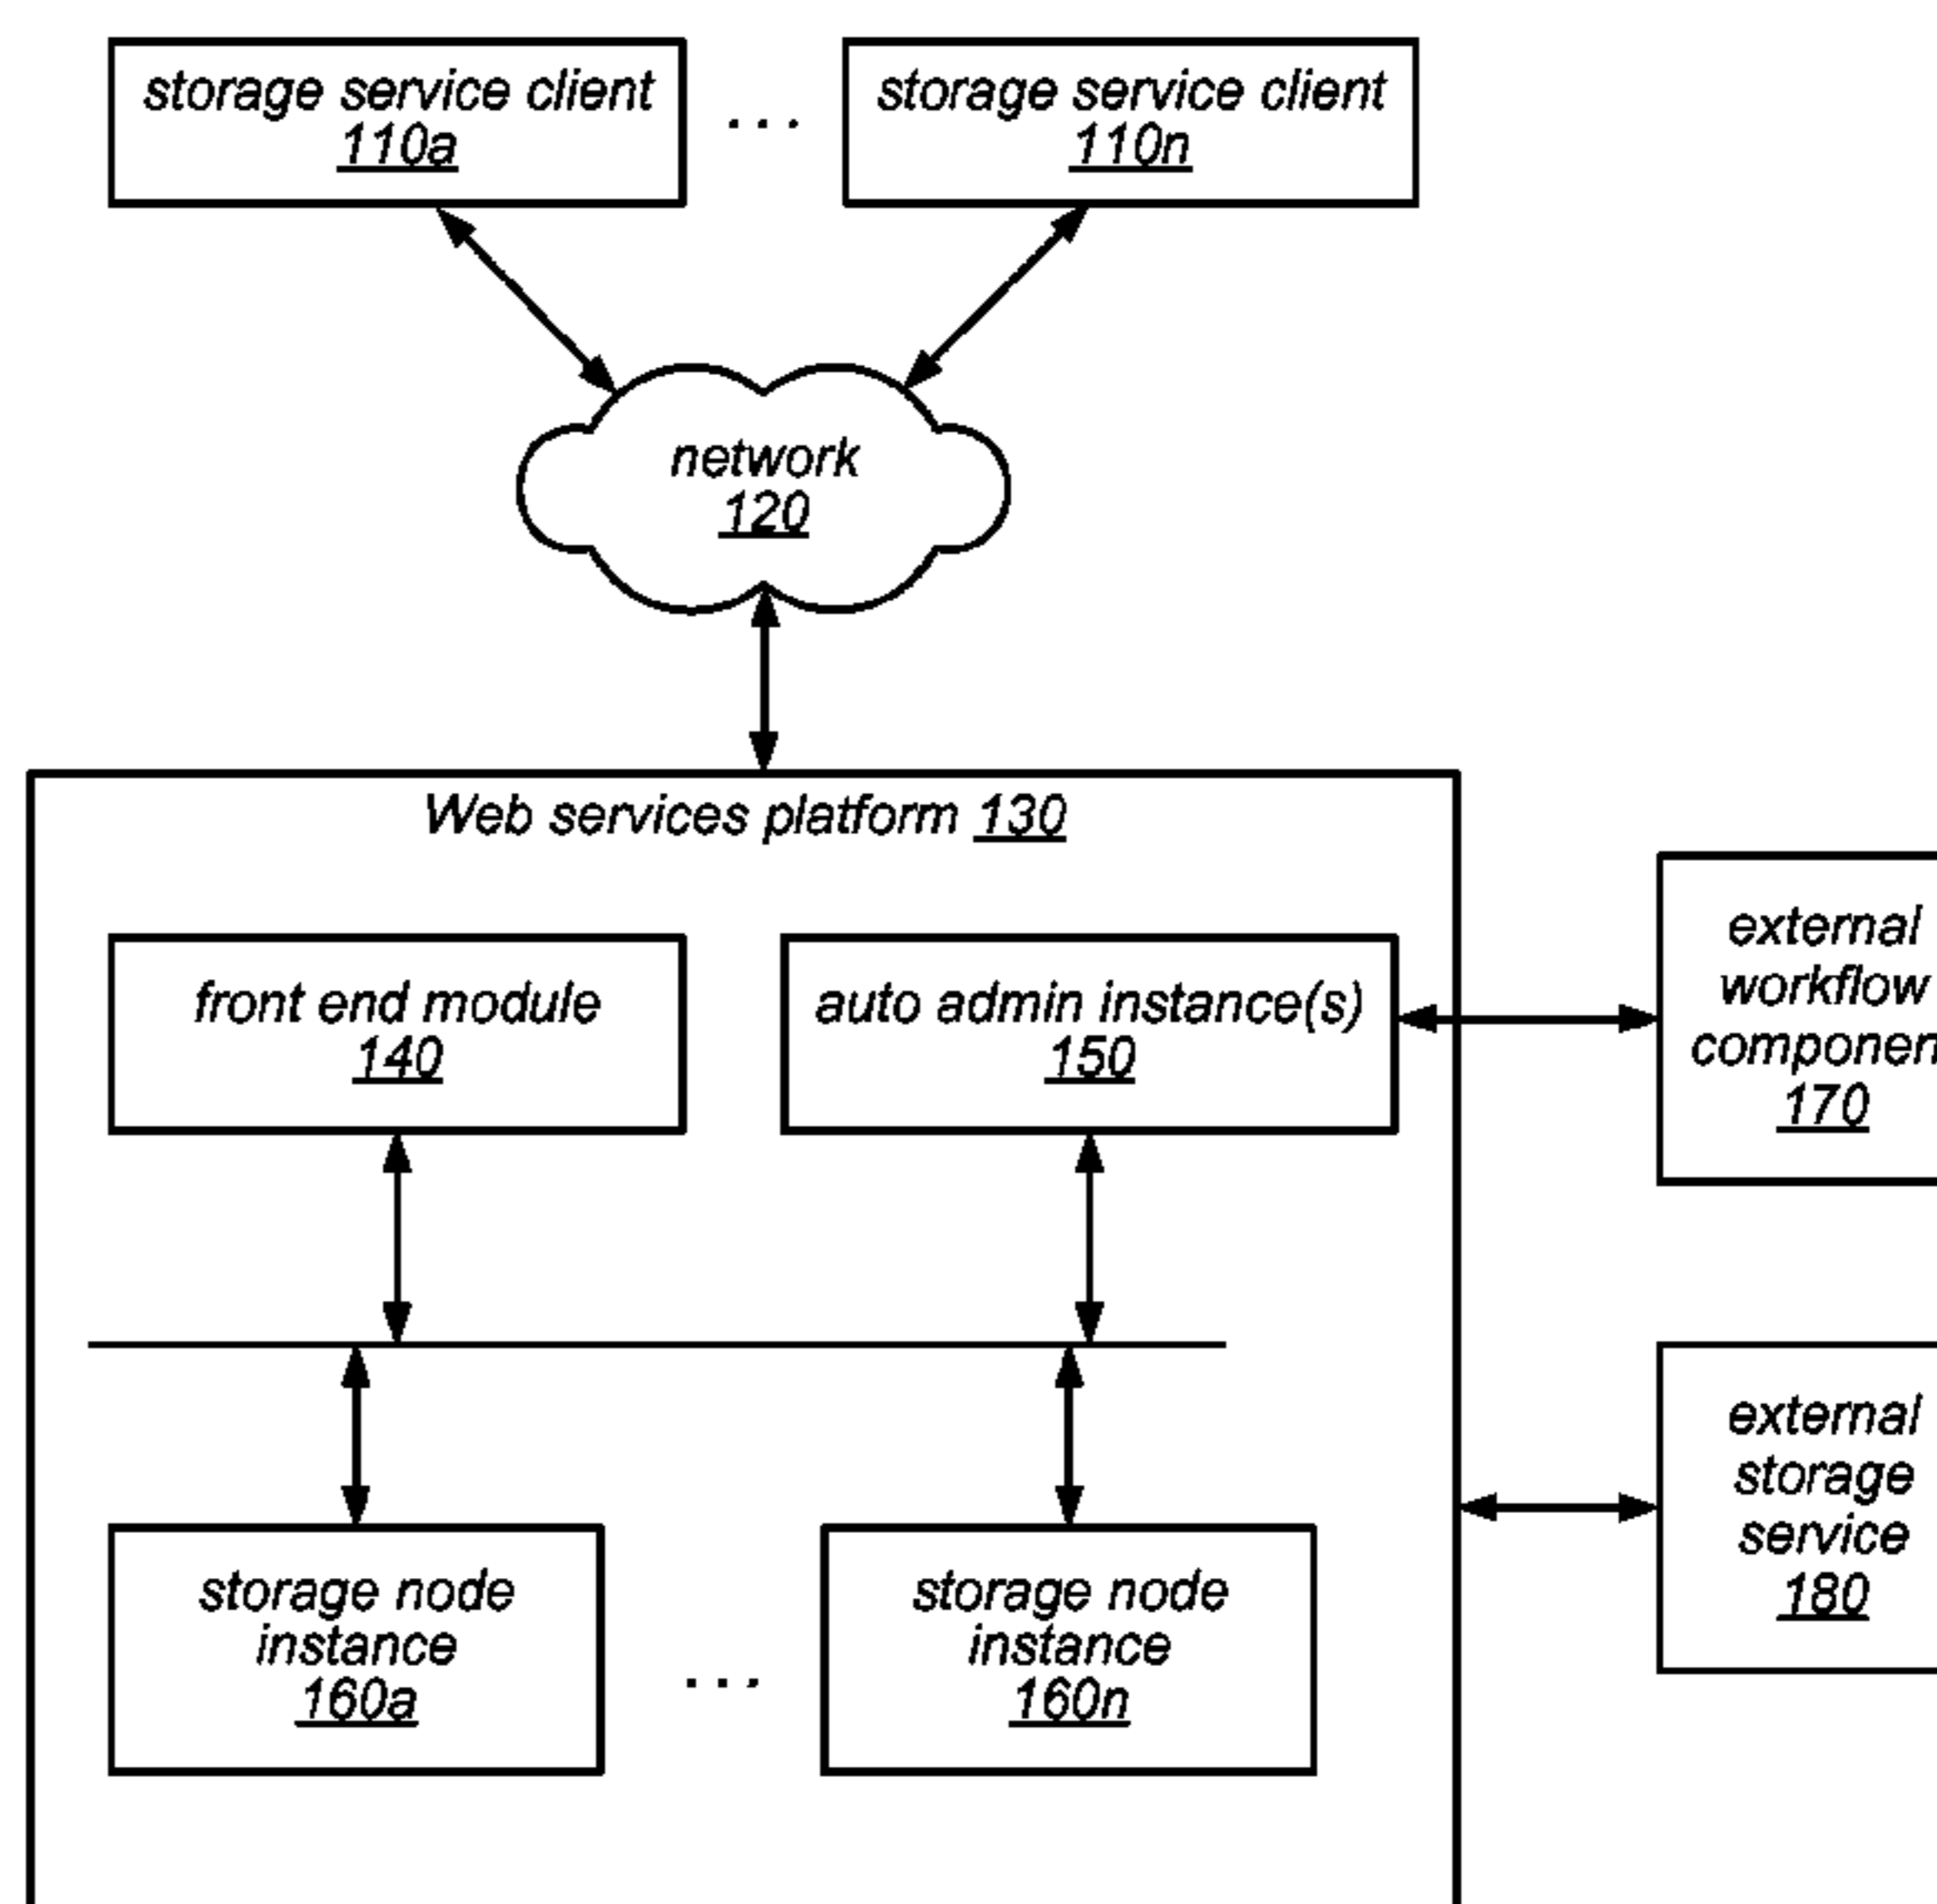 storage service client
110a
...
storage service client
110n
network
120
Web services platform 130
front end module
140
auto admin instance(s)
150
external
workflow
componen
170
external
storage
service
180
storage node
instance
160a
...
storage node
instance
160n